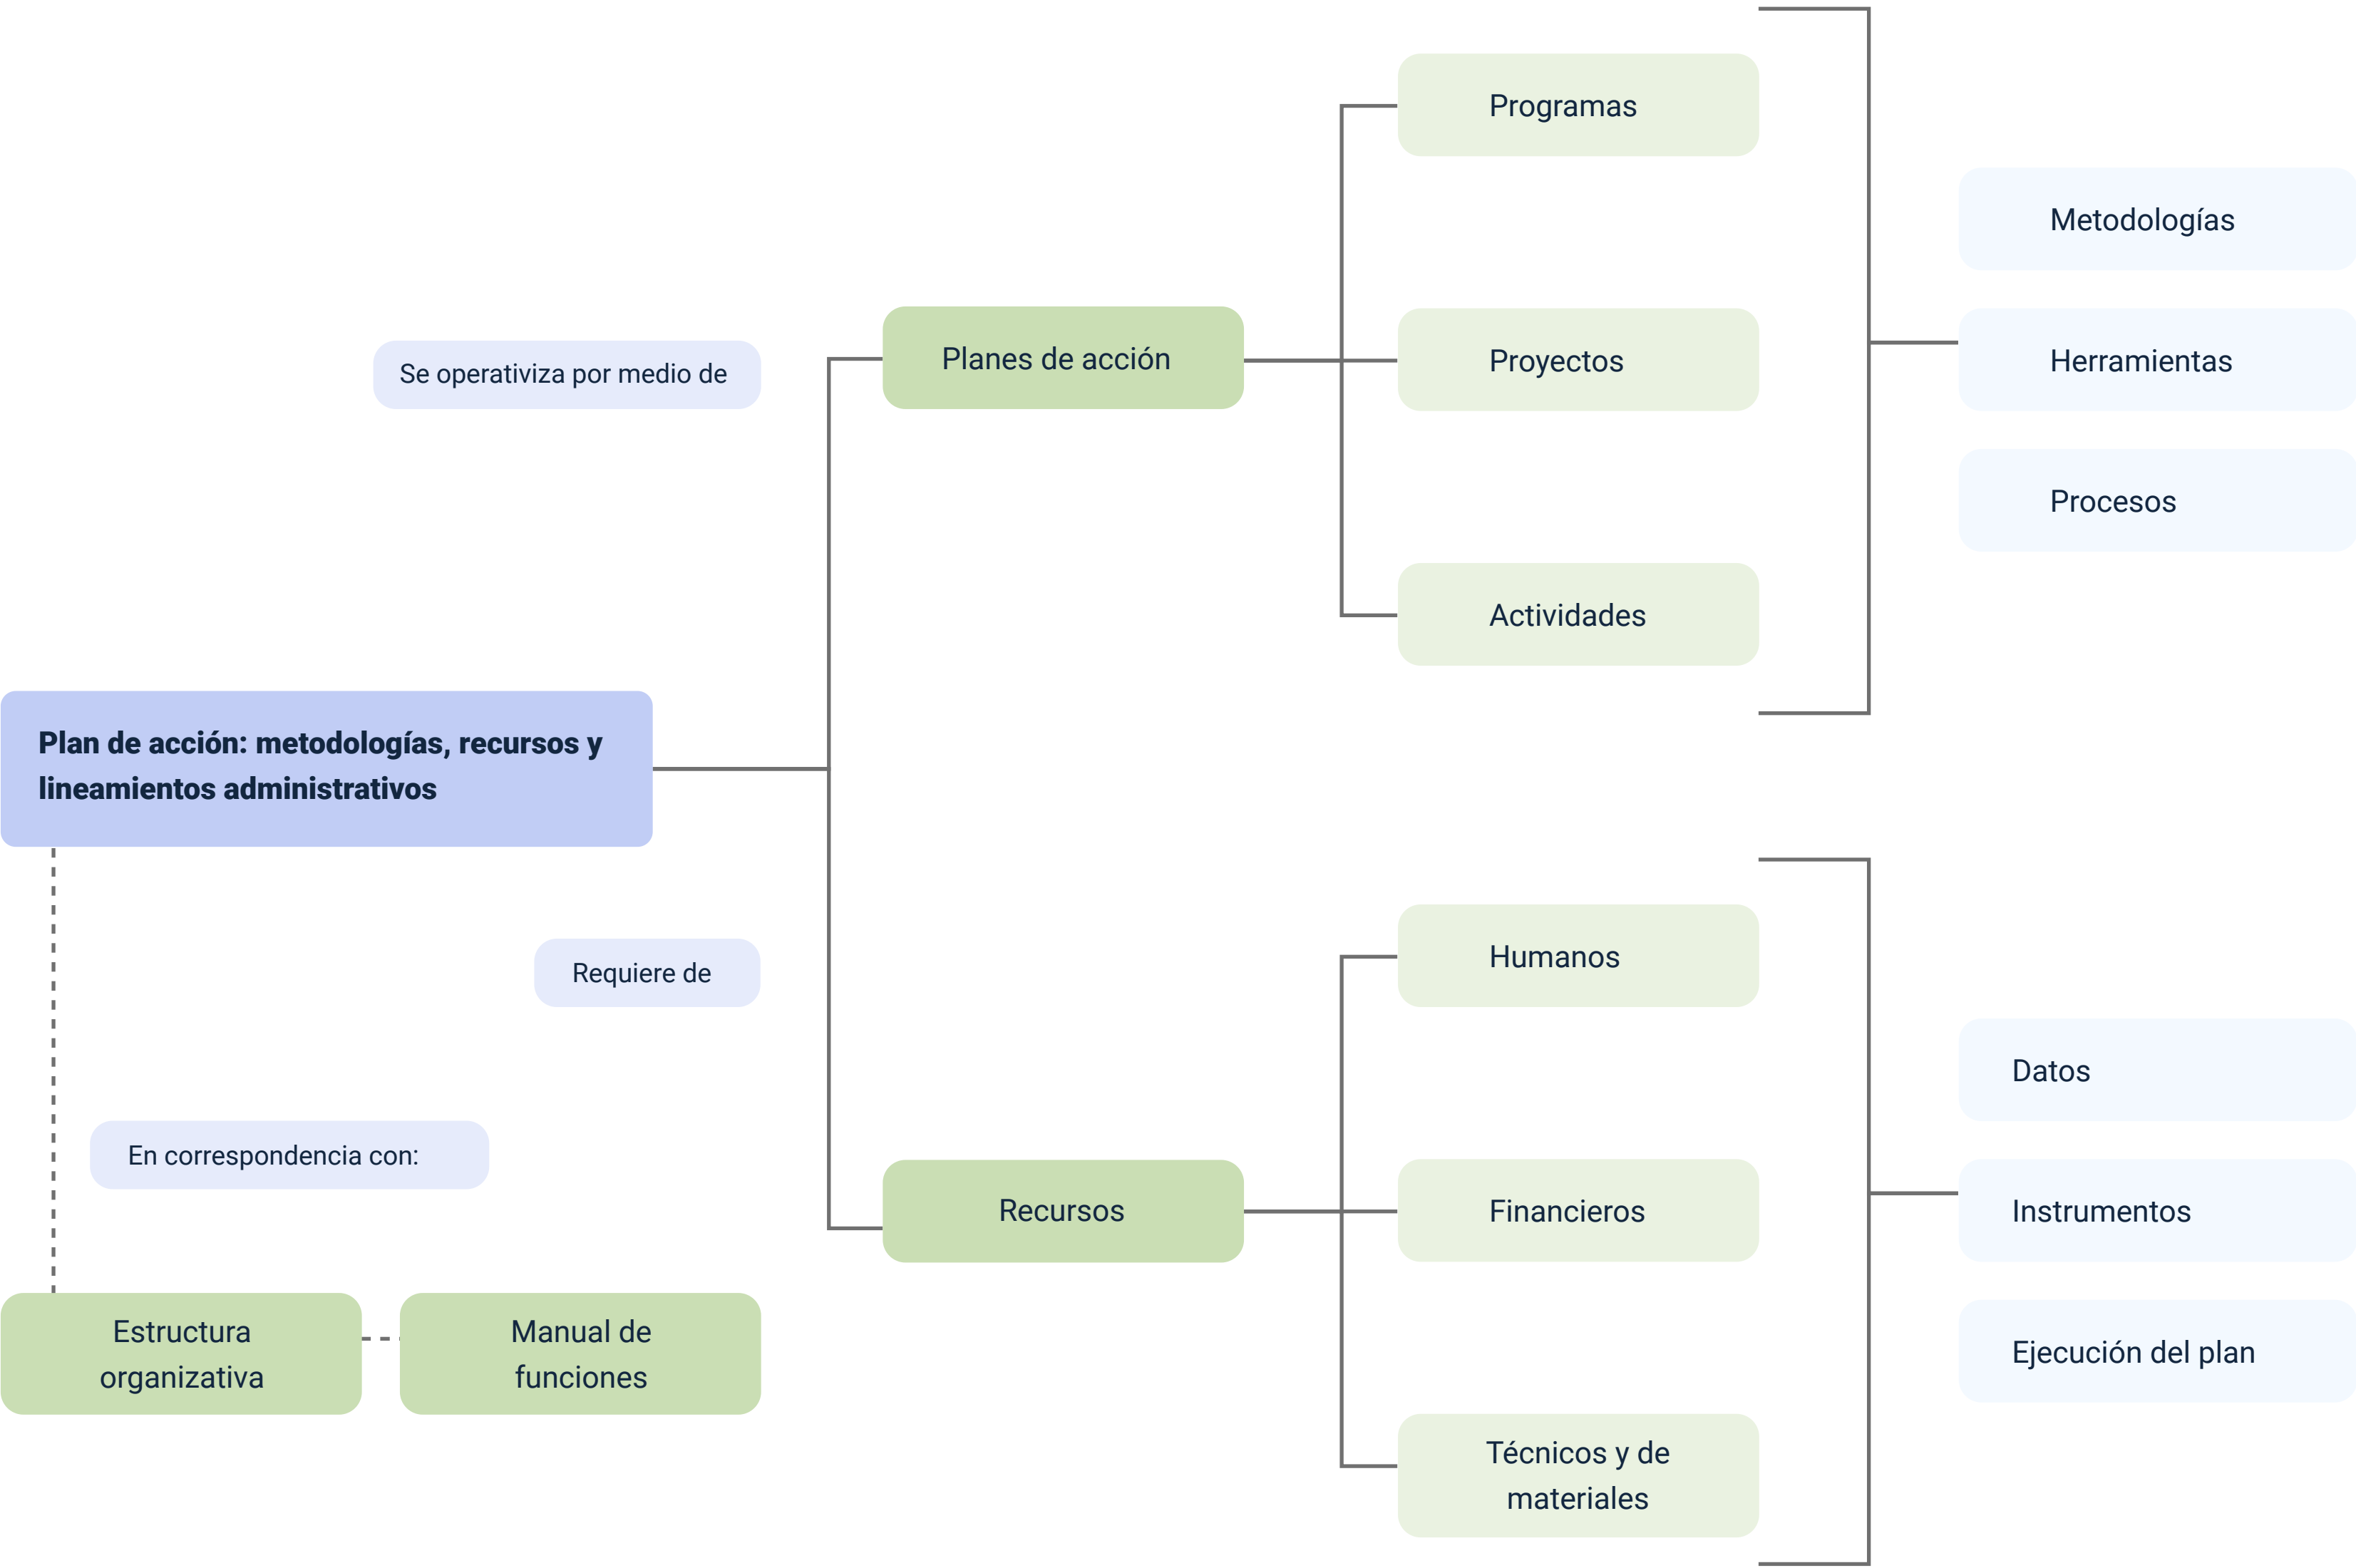 Plan de acción: metodologías, recursos y
lineamientos administrativos
Se operativiza por medio de
Planes de acción
Programas
Proyectos
Actividades
Metodologías
Herramientas
Procesos
Requiere de
Recursos
Humanos
Financieros
Técnicos y de
materiales
Datos
Instrumentos
Ejecución del plan
En correspondencia con:
Estructura
organizativa
Manual de
funciones